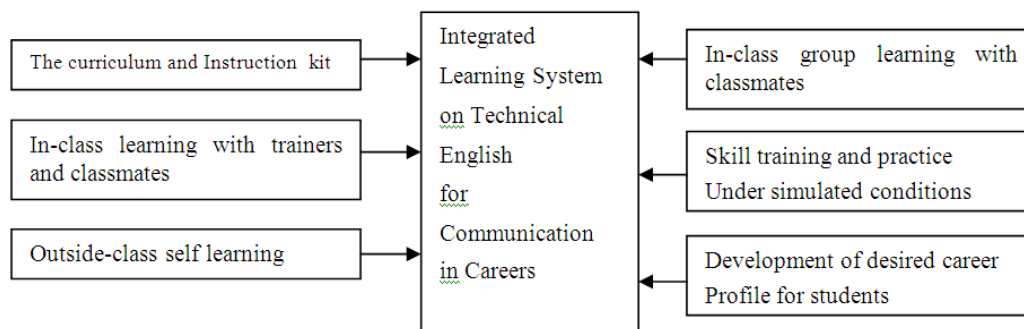 The curriculum and Instruction kit
In-class learning with trainers
and classmates
Outside-class self learning
Integrated
Learning System
on Technical
English
for
Communication
in Careers
In-class group learning with
classmates
Skill training and practice
Under simulated conditions
Development of desired career
Profile for students